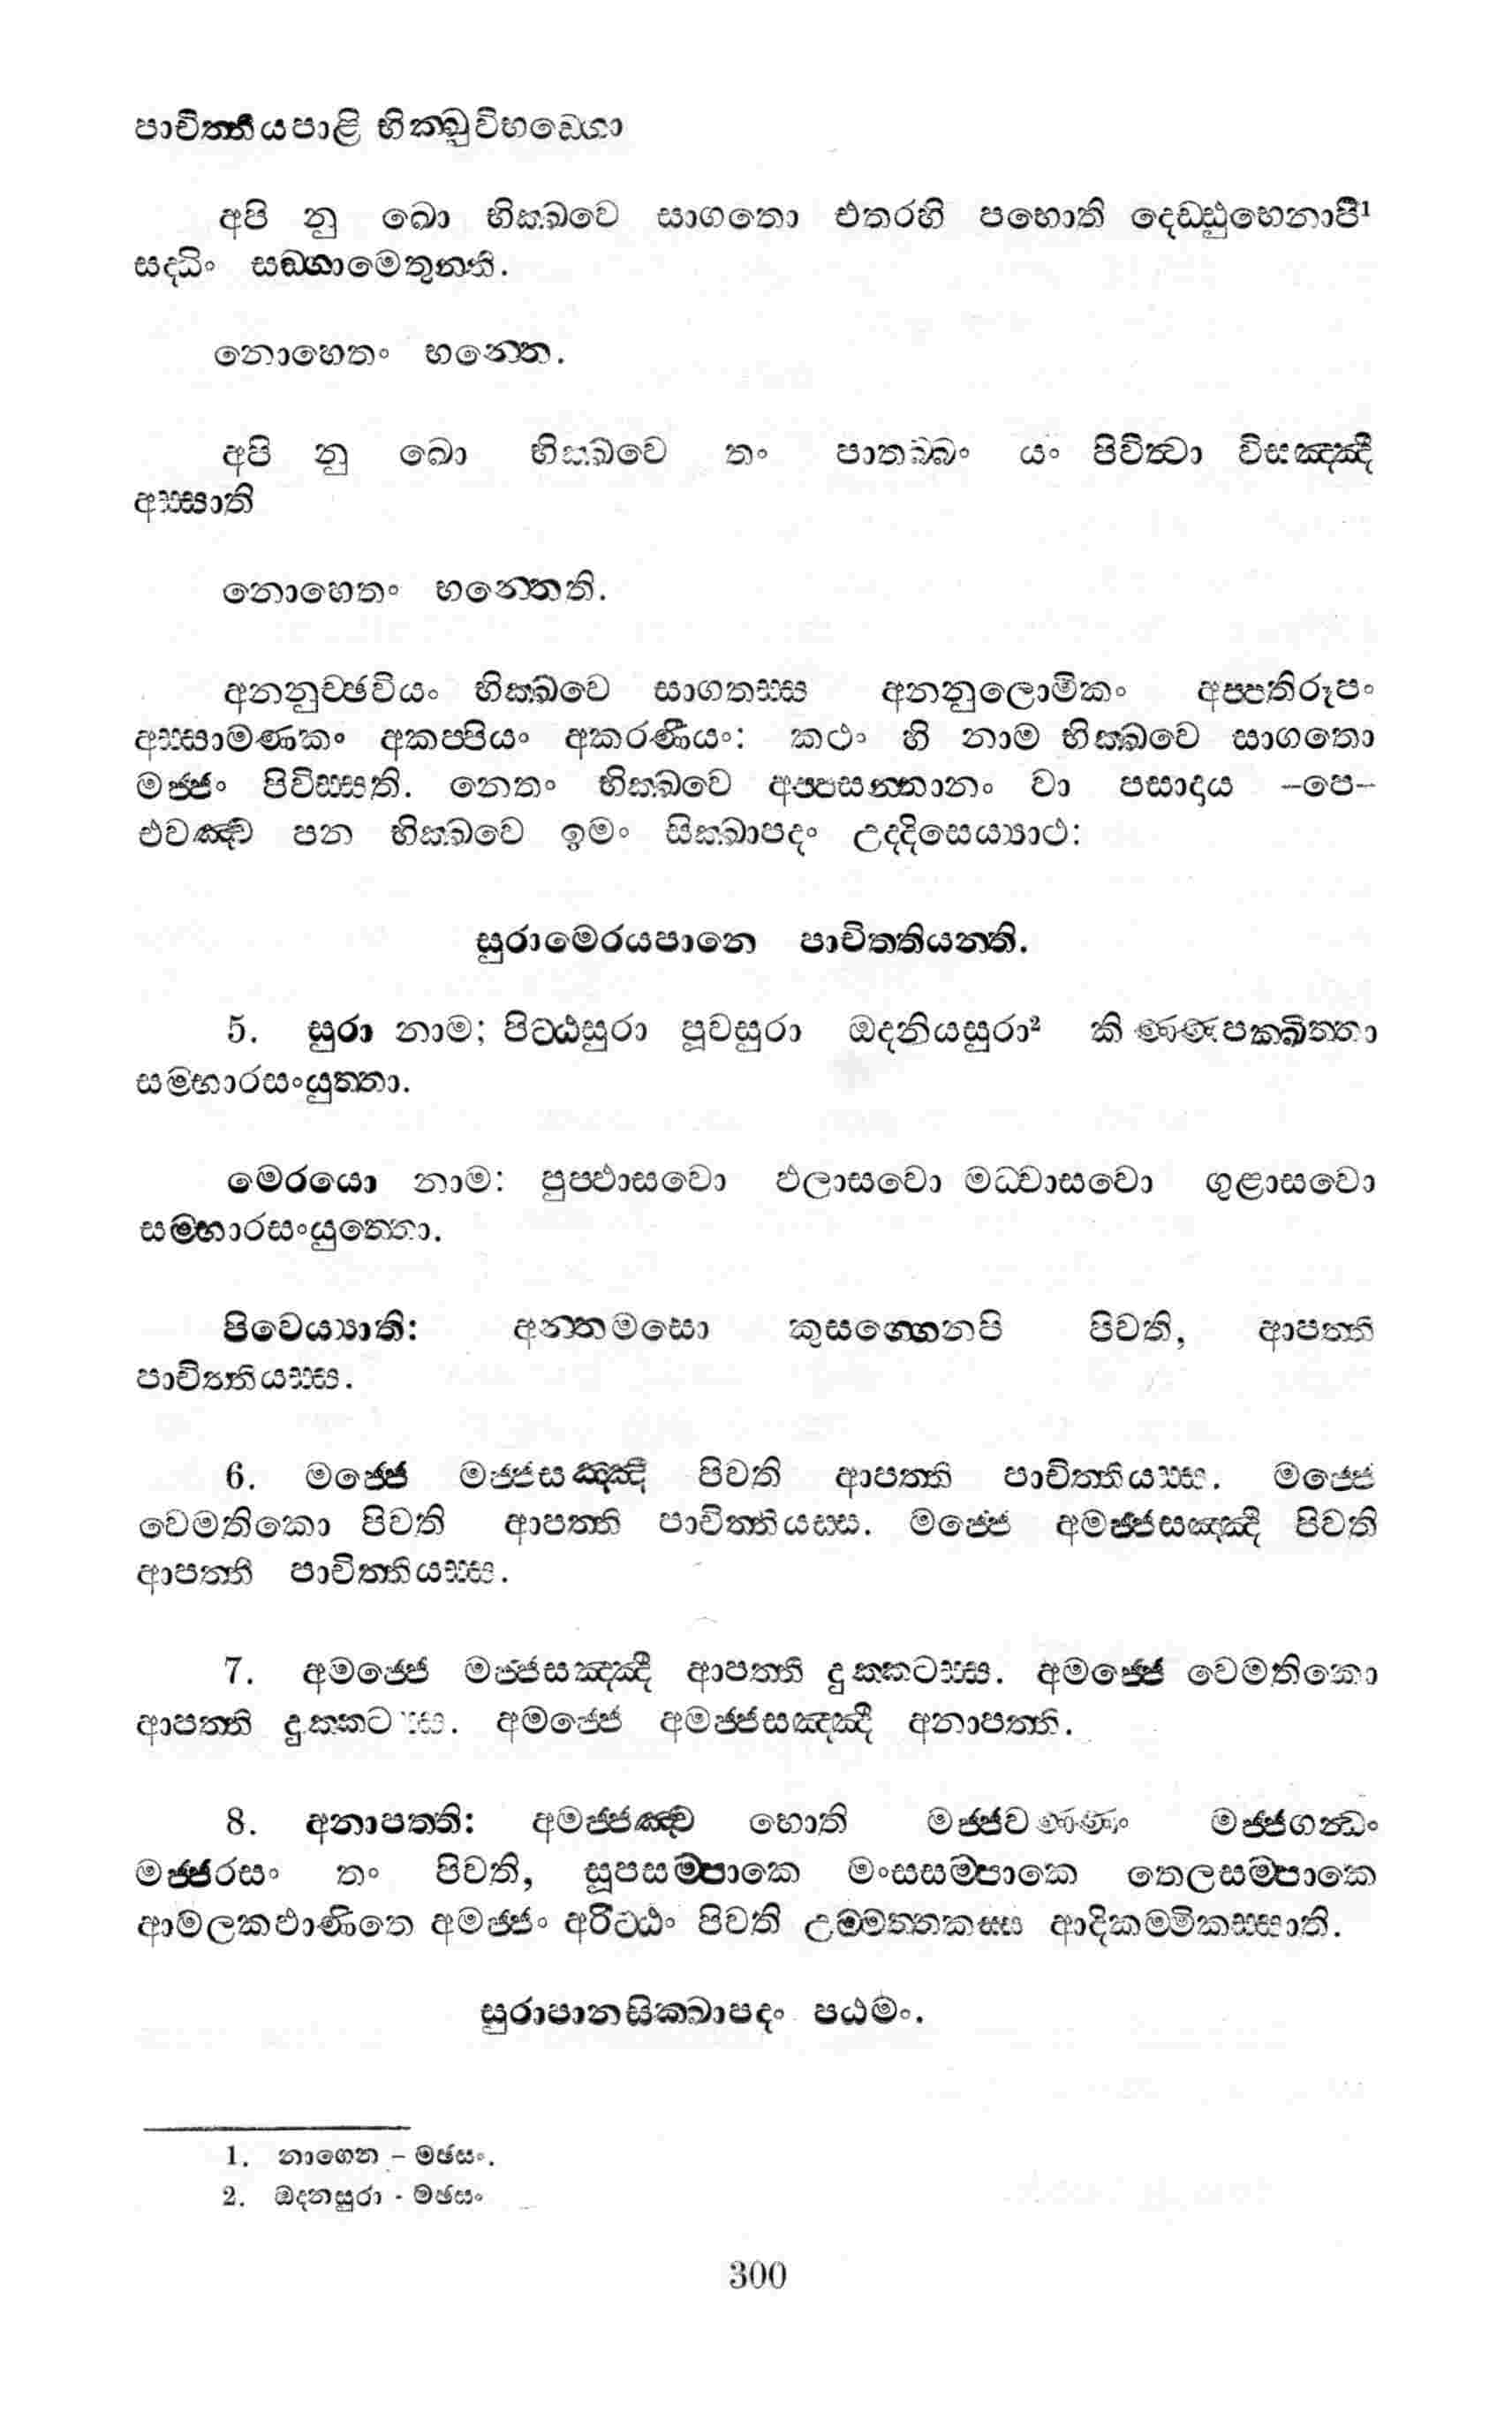 පාචිත්තියපාළි භික්ඛුවිභඞ්ගො
අපි නු ඛො භික්ඛවෙ සාගතො එතරහි පහොති දෙඩ්ඪුභෙනාපි¹
සද්ධිං සඞ්ගාමෙතුන්ති.
නොහෙතං භන්තෙ.
අපි නු ඛො භික්ඛවෙ තං පාතබ්බං යං පිවිත්වා විසඤ්ඤී
අස්සාති
නොහෙතං භන්තෙති.
අනනුච්ඡවියං භික්ඛවෙ සාගතස්ස අනනුලොමිකං අප්පතිරූපං
අස්සාමණකං අකප්පියං අකරණීයං: කථං හි නාම භික්ඛවෙ සාගතො
මජ්ජං පිවිස්සති. නෙතං භික්ඛවෙ අප්පසන්නානං වා පසාදාය –පෙ–
එවඤ්ච පන භික්ඛවෙ ඉමං සික්ඛාපදං උද්දිසෙය්‍යාථ:
සුරාමෙරයපානෙ පාචිත්තියන්ති.
5. සුරා නාම; පිට්ඨසුරා පූවසුරා ඔදනියසුරා² කිණ්ණපක්ඛිත්තා
සම්භාරසංයුත්තා.
මෙරයො නාම: පුප්ඵාසවො ඵලාසවො මධ්වාසවො ගුළාසවො
සම්භාරසංයුත්තො.
පිවෙය්‍යාති: අන්තමසො කුසග්ගෙනපි පිවති, ආපත්ති
පාචිත්තියස්ස.
6. මජ්ජෙ මජ්ජසඤ්ඤී පිවති ආපත්ති පාචිත්තියස්ස. මජ්ජෙ
වෙමතිකො පිවති ආපත්ති පාචිත්තියස්ස. මජ්ජෙ අමජ්ජසඤ්ඤී පිවති
ආපත්ති පාචිත්තියස්ස.
7. අමජ්ජෙ මජ්ජසඤ්ඤී ආපත්ති දුක්කටස්ස. අමජ්ජෙ වෙමතිකො
ආපත්ති දුක්කටස්ස. අමජ්ජෙ අමජ්ජසඤ්ඤී අනාපත්ති.
8. අනාපත්ති: අමජ්ජඤ්ච හොති මජ්ජවණ්ණං මජ්ජගන්ධං
මජ්ජරසං තං පිවති, සූපසම්පාකෙ මංසසම්පාකෙ තෙලසම්පාකෙ
ආමලකඵාණිතෙ අමජ්ජං අරිට්ඨං පිවති උම්මත්තකස්ස ආදිකම්මිකස්සාති.
සුරාපානසික්ඛාපදං පඨමං.
1. නාගෙන – මඡසං.
2. ඔදනසුරා - මඡසං
300